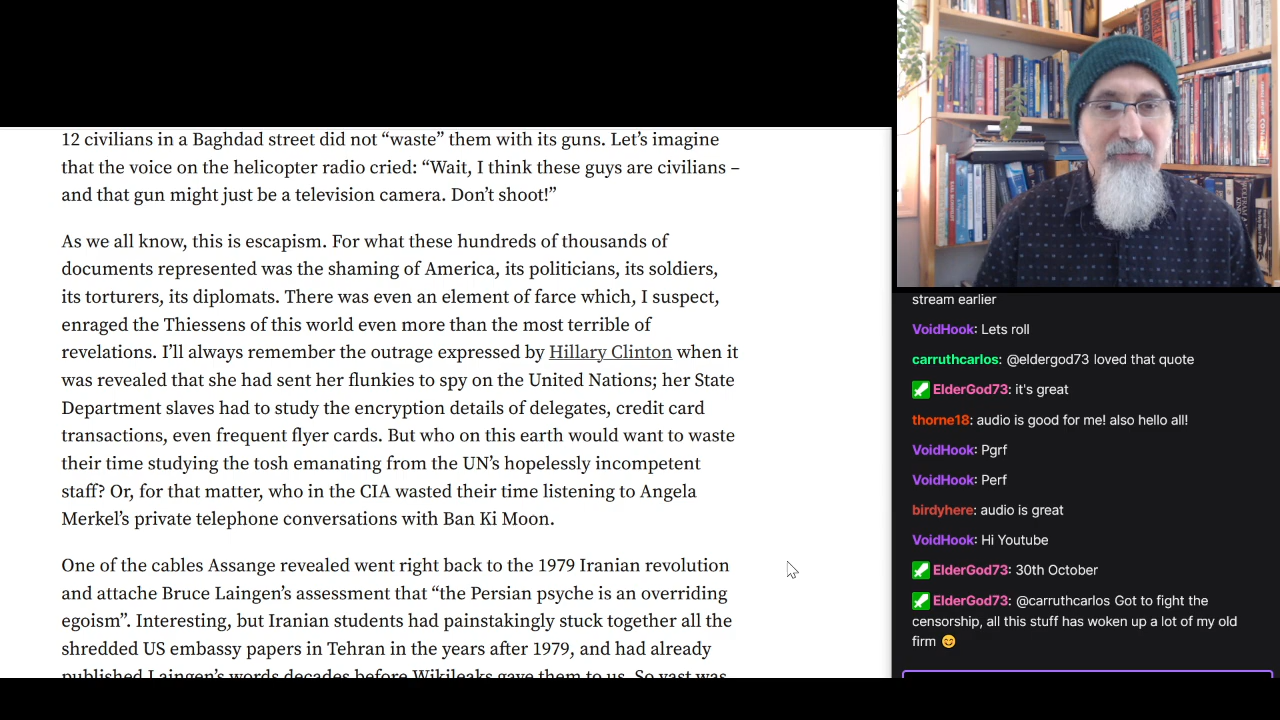 12 civilians in a Baghdad street did not “waste” them with its guns. Let’s imagine
that the voice on the helicopter radio cried: “Wait, I think these guys are civilians –
and that gun might just be a television camera. Don’t shoot!”
As we all know, this is escapism. For what these hundreds of thousands of
documents represented was the shaming of America, its politicians, its soldiers,
its torturers, its diplomats. There was even an element of farce which, I suspect,
enraged the Thiessens of this world even more than the most terrible of
revelations. I’ll always remember the outrage expressed by Hillary Clinton when it
was revealed that she had sent her flunkies to spy on the United Nations; her State
Department slaves had to study the encryption details of delegates, credit card
transactions, even frequent flyer cards. But who on this earth would want to waste
their time studying the tosh emanating from the UN’s hopelessly incompetent
staff? Or, for that matter, who in the CIA wasted their time listening to Angela
Merkel’s private telephone conversations with Ban Ki Moon.
One of the cables Assange revealed went right back to the 1979 Iranian revolution
and attache Bruce Laingen’s assessment that “the Persian psyche is an overriding
egoism”. Interesting, but Iranian students had painstakingly stuck together all the
shredded US embassy papers in Tehran in the years after 1979, and had already
published Laingen’s words decades before Wikileaks gave them to us. So vast was
stream earlier
VoidHook: Lets roll
carruthcarlos: @eldergod73 loved that quote
ElderGod73: it's great
thorne18: audio is good for me! also hello all!
VoidHook: Pgrf
VoidHook: Perf
birdyhere: audio is great
VoidHook: Hi Youtube
ElderGod73: 30th October
ElderGod73: @carruthcarlos Got to fight the
censorship, all this stuff has woken up a lot of my old
firm 😊